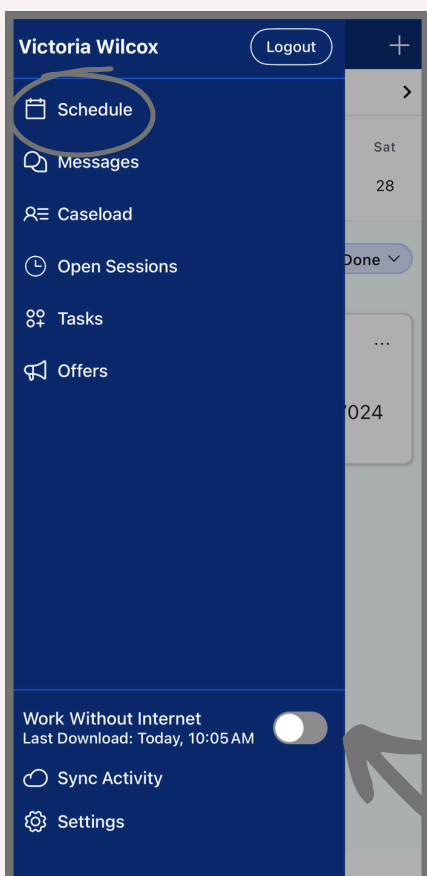 Victoria Wilcox
Logout
Schedule
Sat
Messages
28
Caseload
Open Sessions
Done
Tasks
Offers
...
7024
Work Without Internet
Last Download: Today, 10:05 AM
Sync Activity
Settings